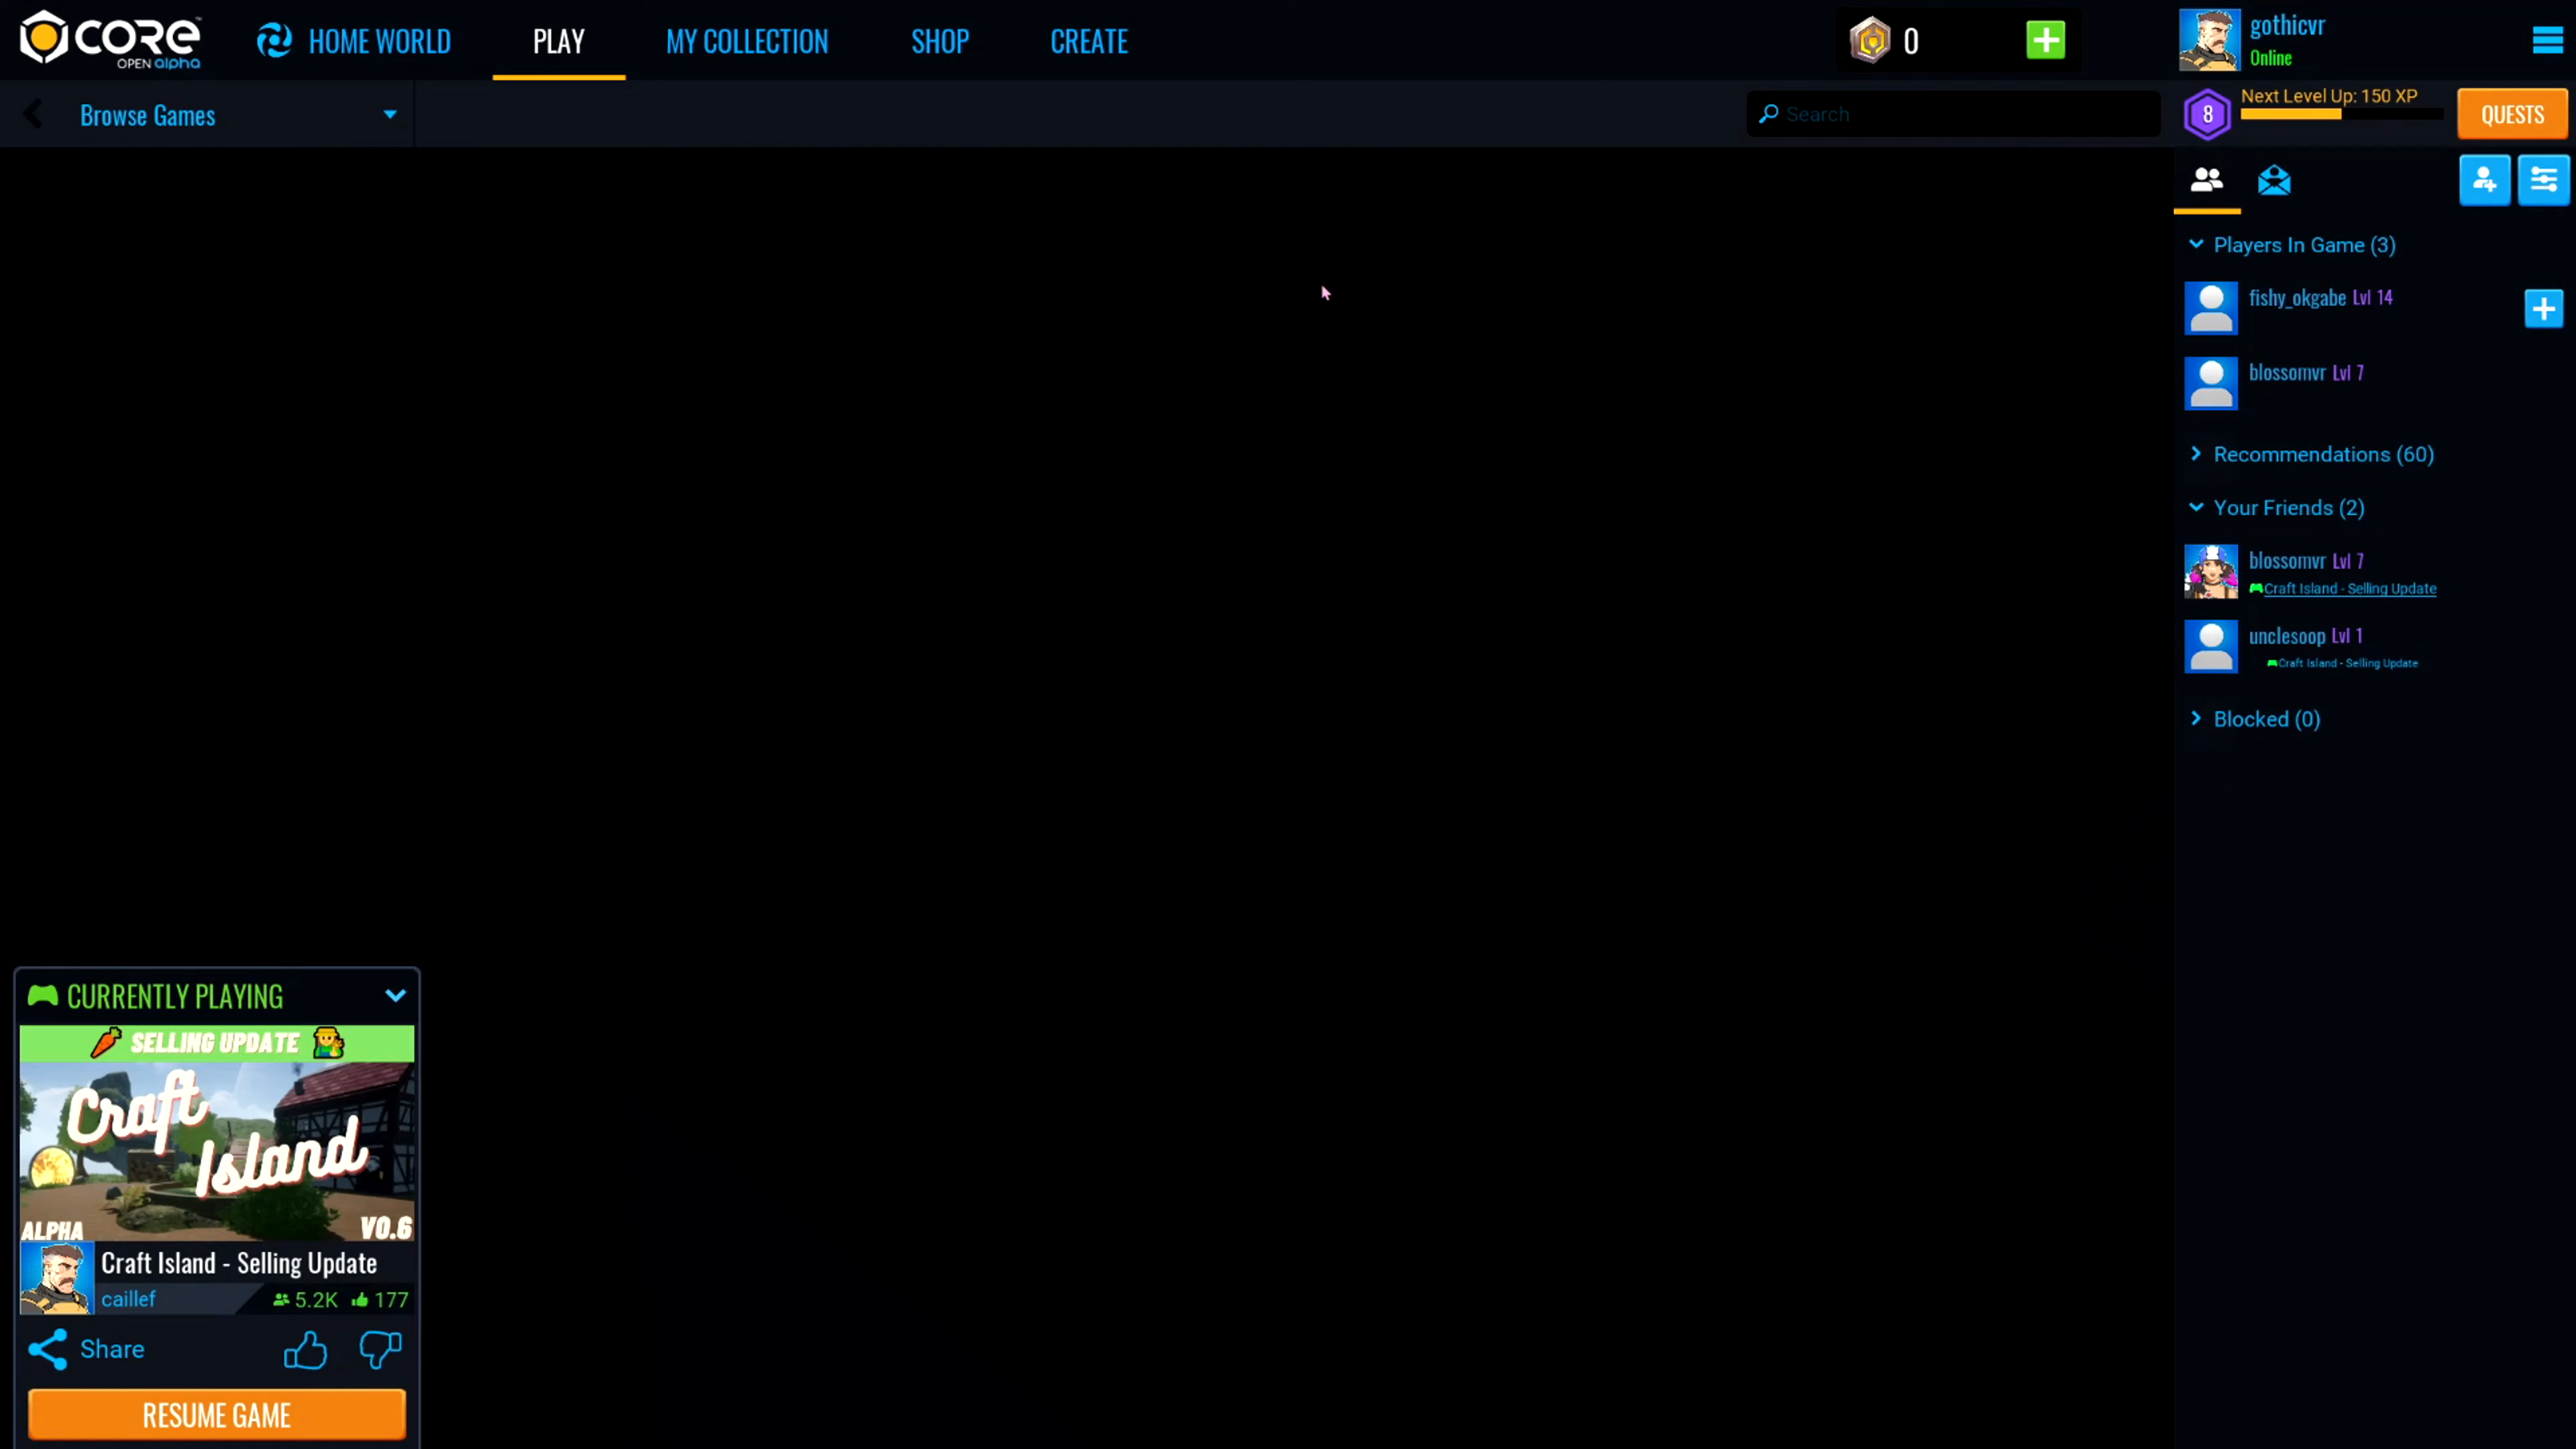 CORE
OPEN alpha
HOME WORLD
PLAY
MY COLLECTION
SHOP
CREATE
0
gothicvr
Online
Browse Games
Search
8
Next Level Up: 150 XP
QUESTS
Players In Game (3)
fishy_okgabe Lvl 14
blossomvr Lvl 7
Recommendations (60)
Your Friends (2)
blossomvr Lvl 7
Craft Island - Selling Update
unclesoop Lvl 1
Craft Island - Selling Update
Blocked (0)
CURRENTLY PLAYING
SELLING UPDATE
Craft
Island
ALPHA
V0.6
Craft Island - Selling Update
caillef
5.2K
177
Share
RESUME GAME